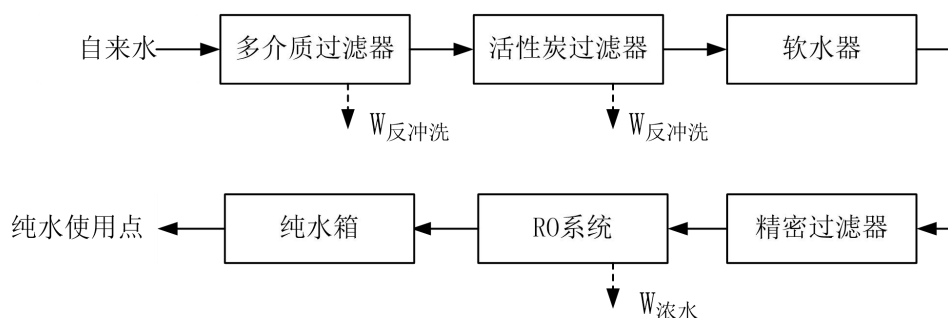 自来水
多介质过滤器
活性炭过滤器
软水器
W反冲洗
W反冲洗
纯水使用点
纯水箱
RO系统
精密过滤器
W浓水